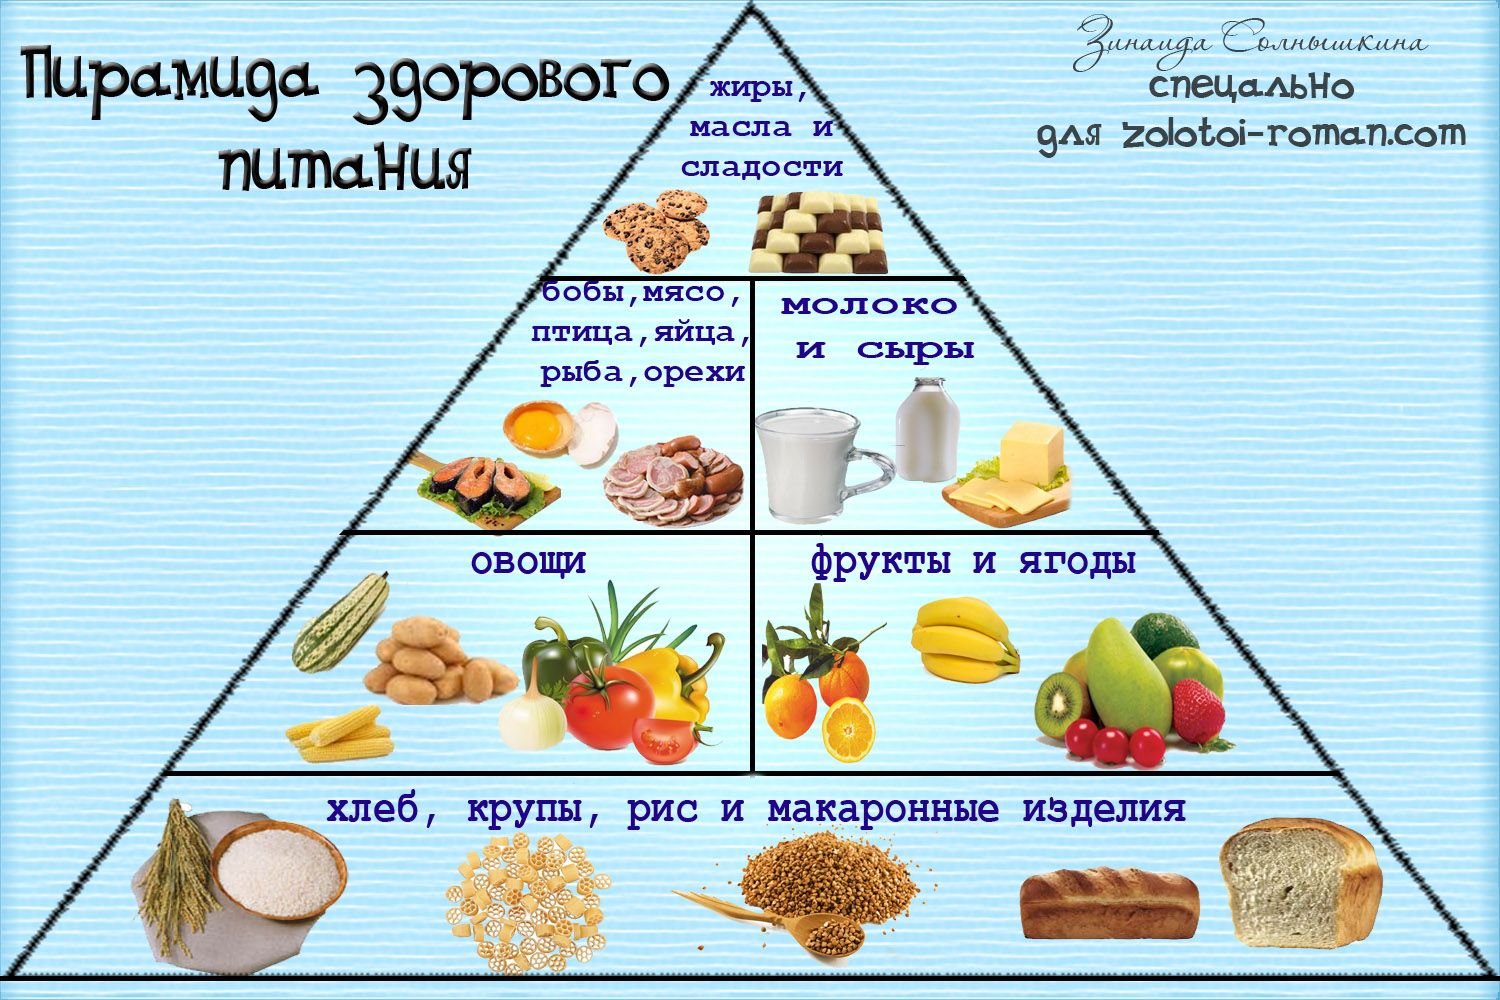 Пирамида здорового
питания
Зинаида Солнышкина
спецально
для zolotoi-roman.com
жиры,
масла и
сладости
бобы,мясо,
птица,яйца,
рыба,орехи
молоко
и сыры
овощи
фрукты и ягоды
хлеб, крупы, рис и макаронные изделия